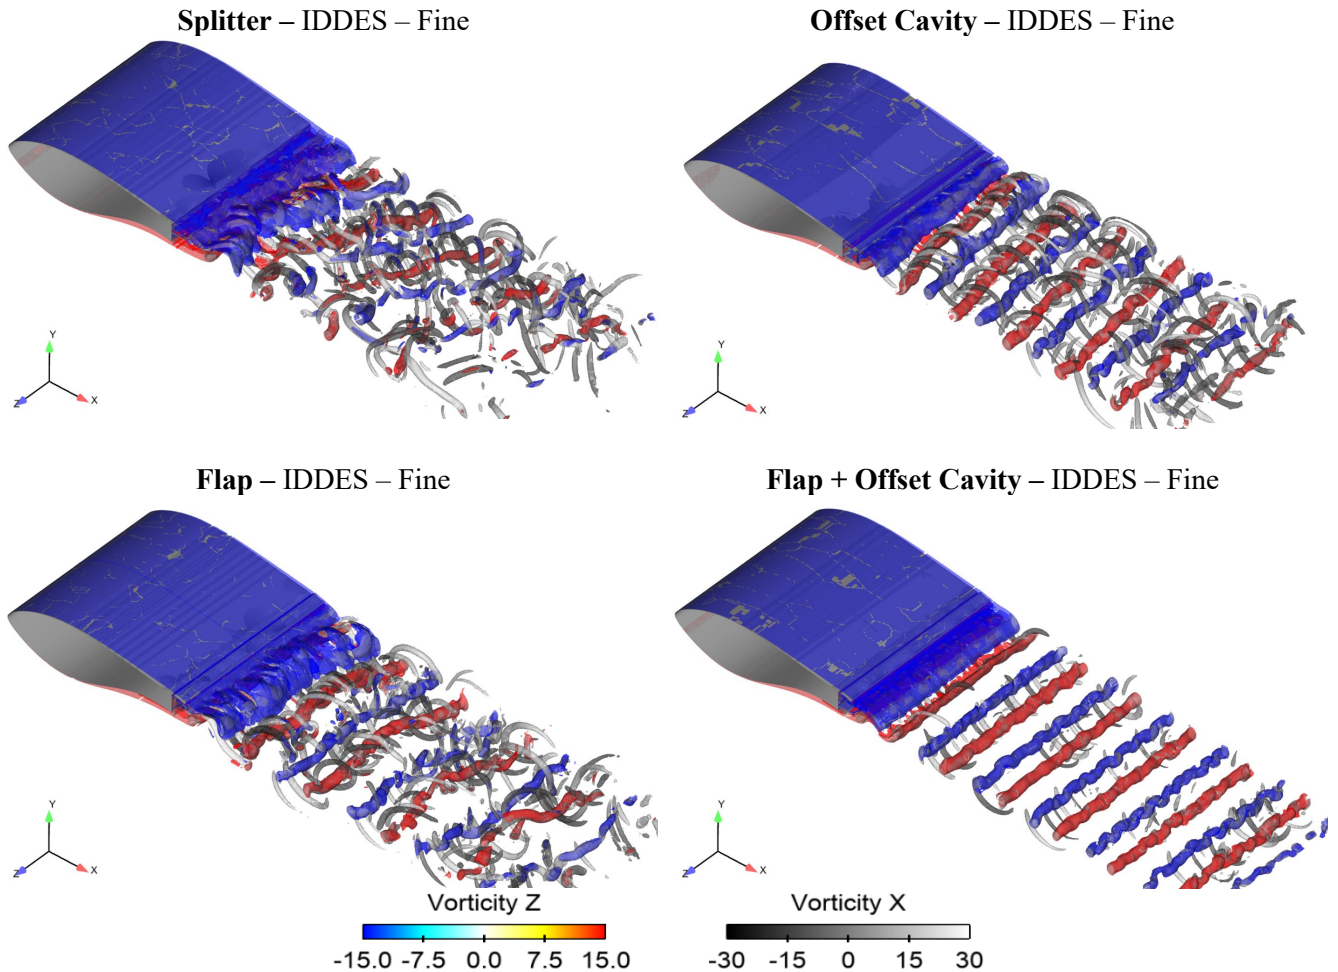 Splitter – IDDES – Fine
Offset Cavity – IDDES – Fine
Y
X
Z
Y
X
Z
Flap – IDDES – Fine
Flap + Offset Cavity – IDDES – Fine
Y
X
Z
Y
X
Z
Vorticity Z
-15.0 -7.5 0.0 7.5 15.0
Vorticity X
-30 -15 0 15 30